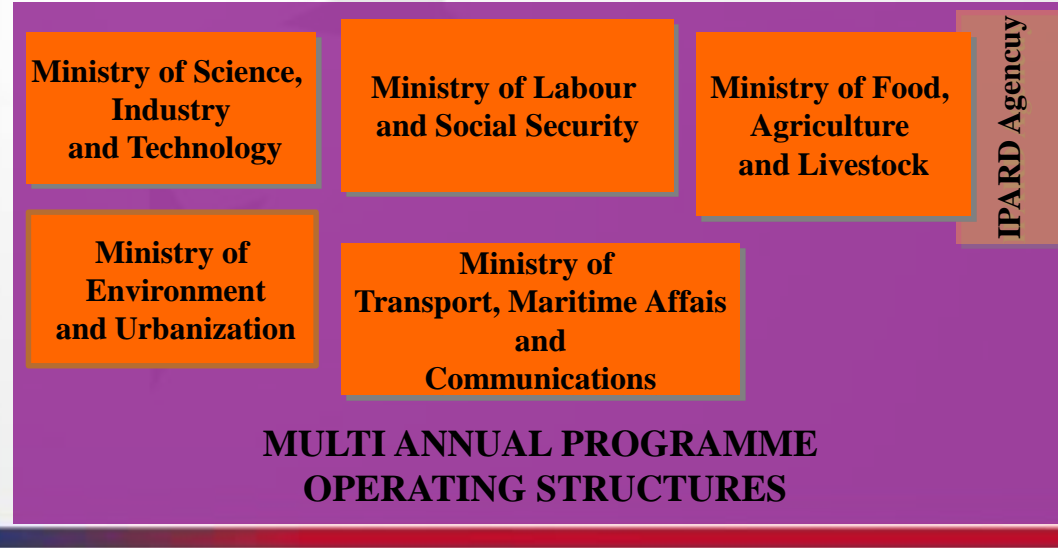 Ministry of Science,
Industry
and Technology
Ministry of Labour
and Social Security
Ministry of Food,
Agriculture
and Livestock
IPARD Agencuy
Ministry of
Environment
and Urbanization
Ministry of
Transport, Maritime Affais
and
Communications
MULTI ANNUAL PROGRAMME
OPERATING STRUCTURES